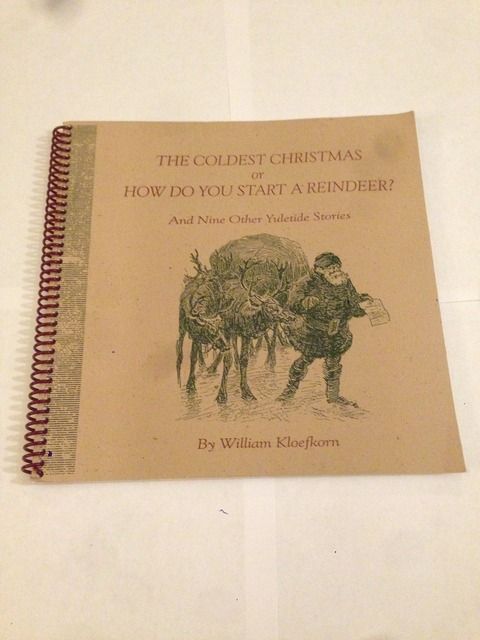 THE COLDEST CHRISTMAS
or
HOW DO YOU START A REINDEER?
And Nine Other Yuletide Stories
By William Kloefkorn